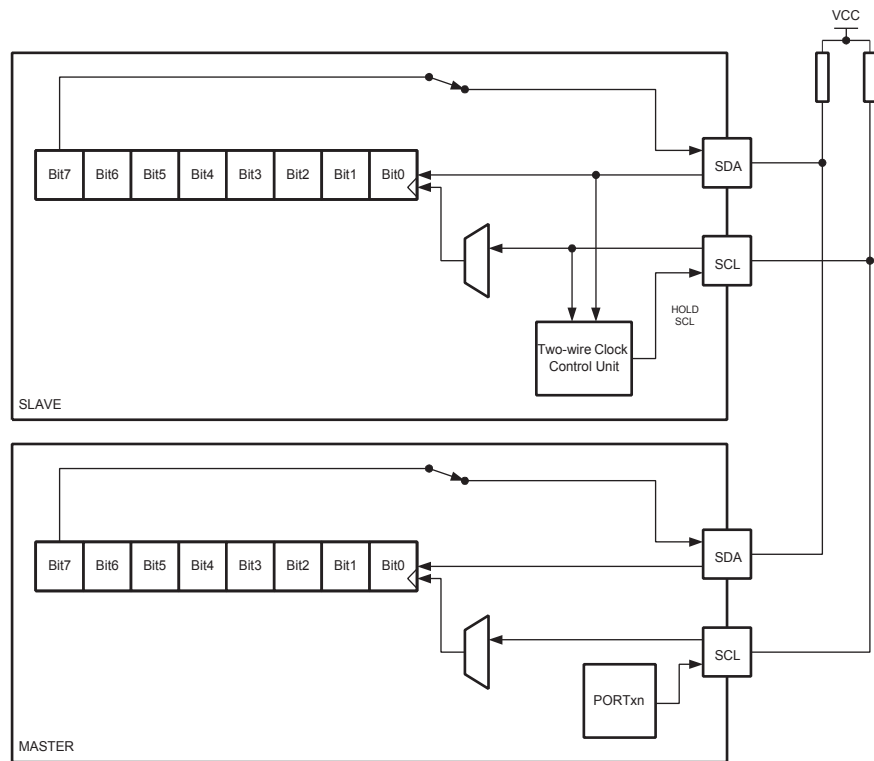 VCC
Bit7 Bit6 Bit5 Bit4 Bit3 Bit2 Bit1 Bit0
SDA
SCL
HOLD
SCL
Two-wire Clock
Control Unit
SLAVE
Bit7 Bit6 Bit5 Bit4 Bit3 Bit2 Bit1 Bit0
SDA
SCL
PORTxn
MASTER